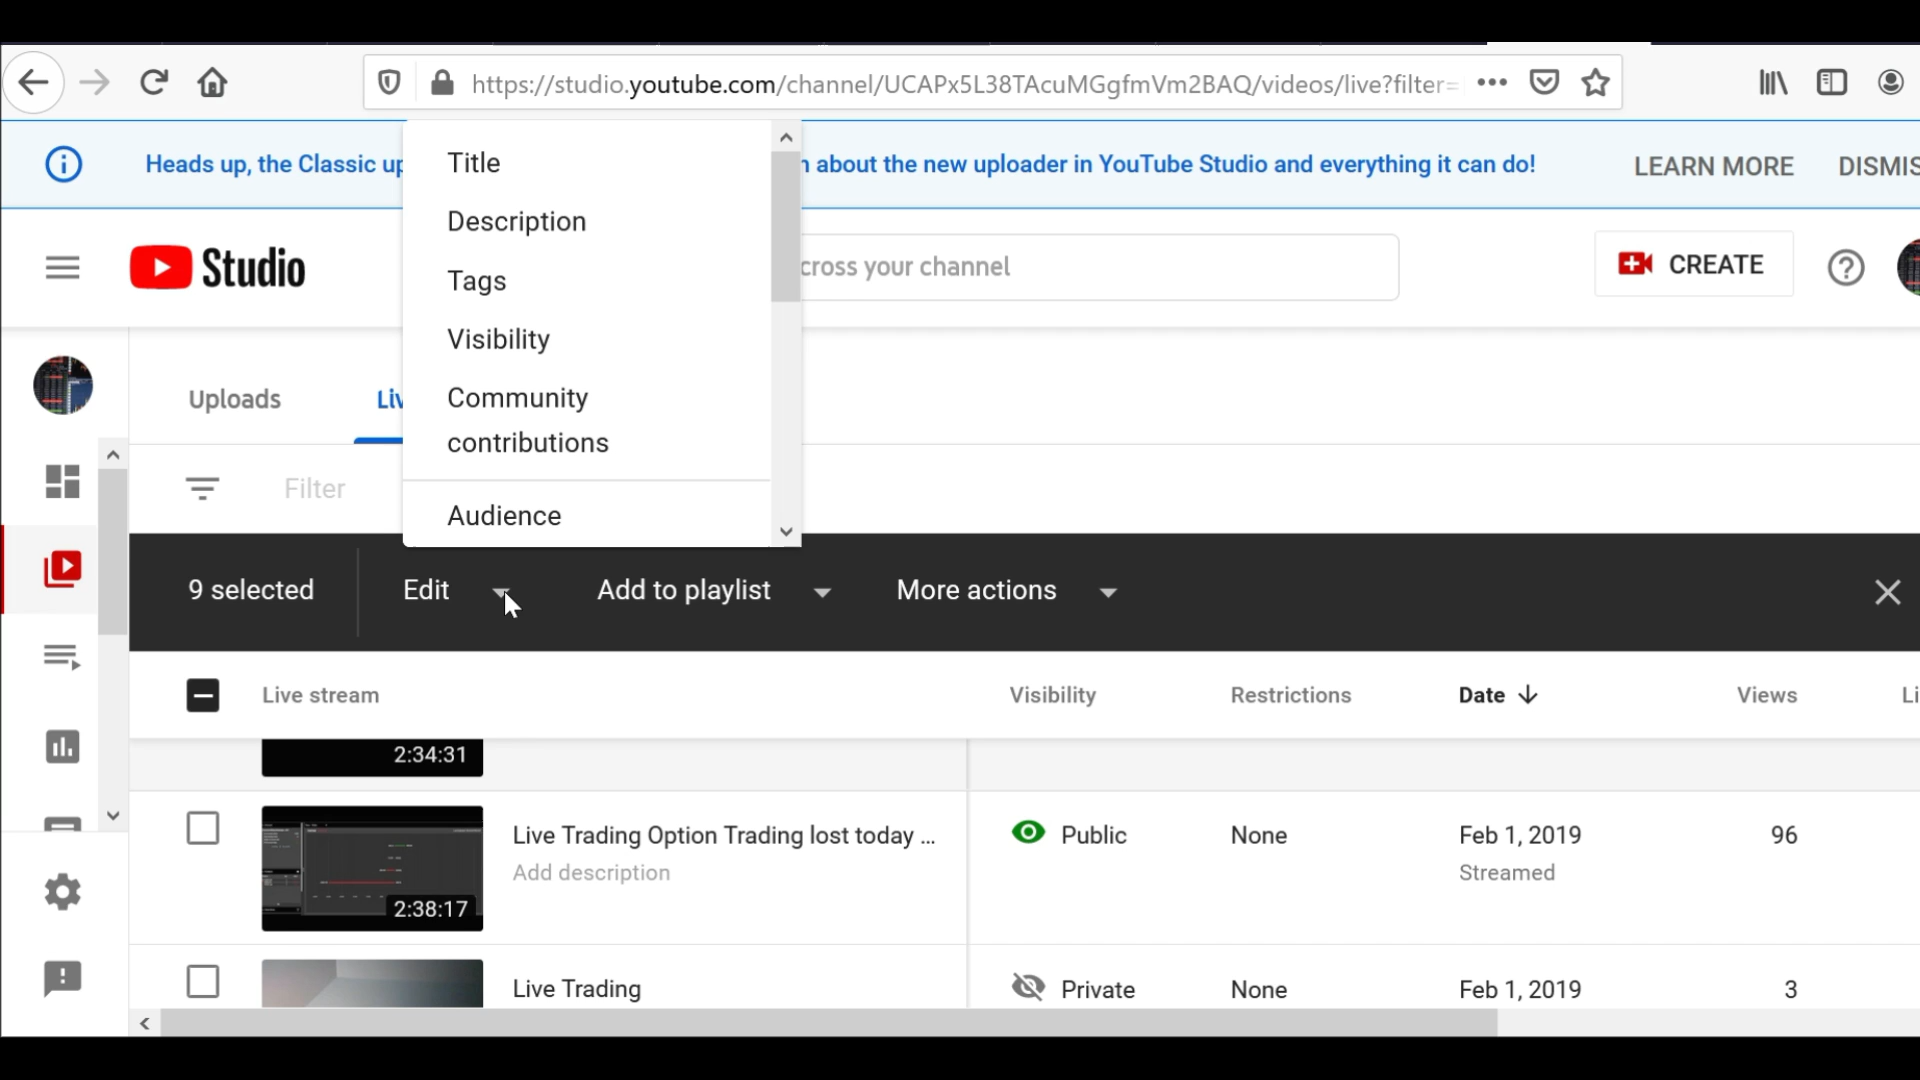 https://studio.youtube.com/channel/UCAPx5L38TAcuMGgfmVm2BAQ/videos/live?filter=
Heads up, the Classic up
about the new uploader in YouTube Studio and everything it can do!
LEARN MORE
DISMIS
Title
Description
Tags
Visibility
Community
contributions
Audience
Studio
cross your channel
CREATE
Uploads
Liv
Filter
9 selected
Edit
Add to playlist
More actions
Live stream
Visibility
Restrictions
Date
Views
Li
2:34:31
Live Trading Option Trading lost today ...
Add description
2:38:17
Public
None
Feb 1, 2019
Streamed
96
Live Trading
Private
None
Feb 1, 2019
3